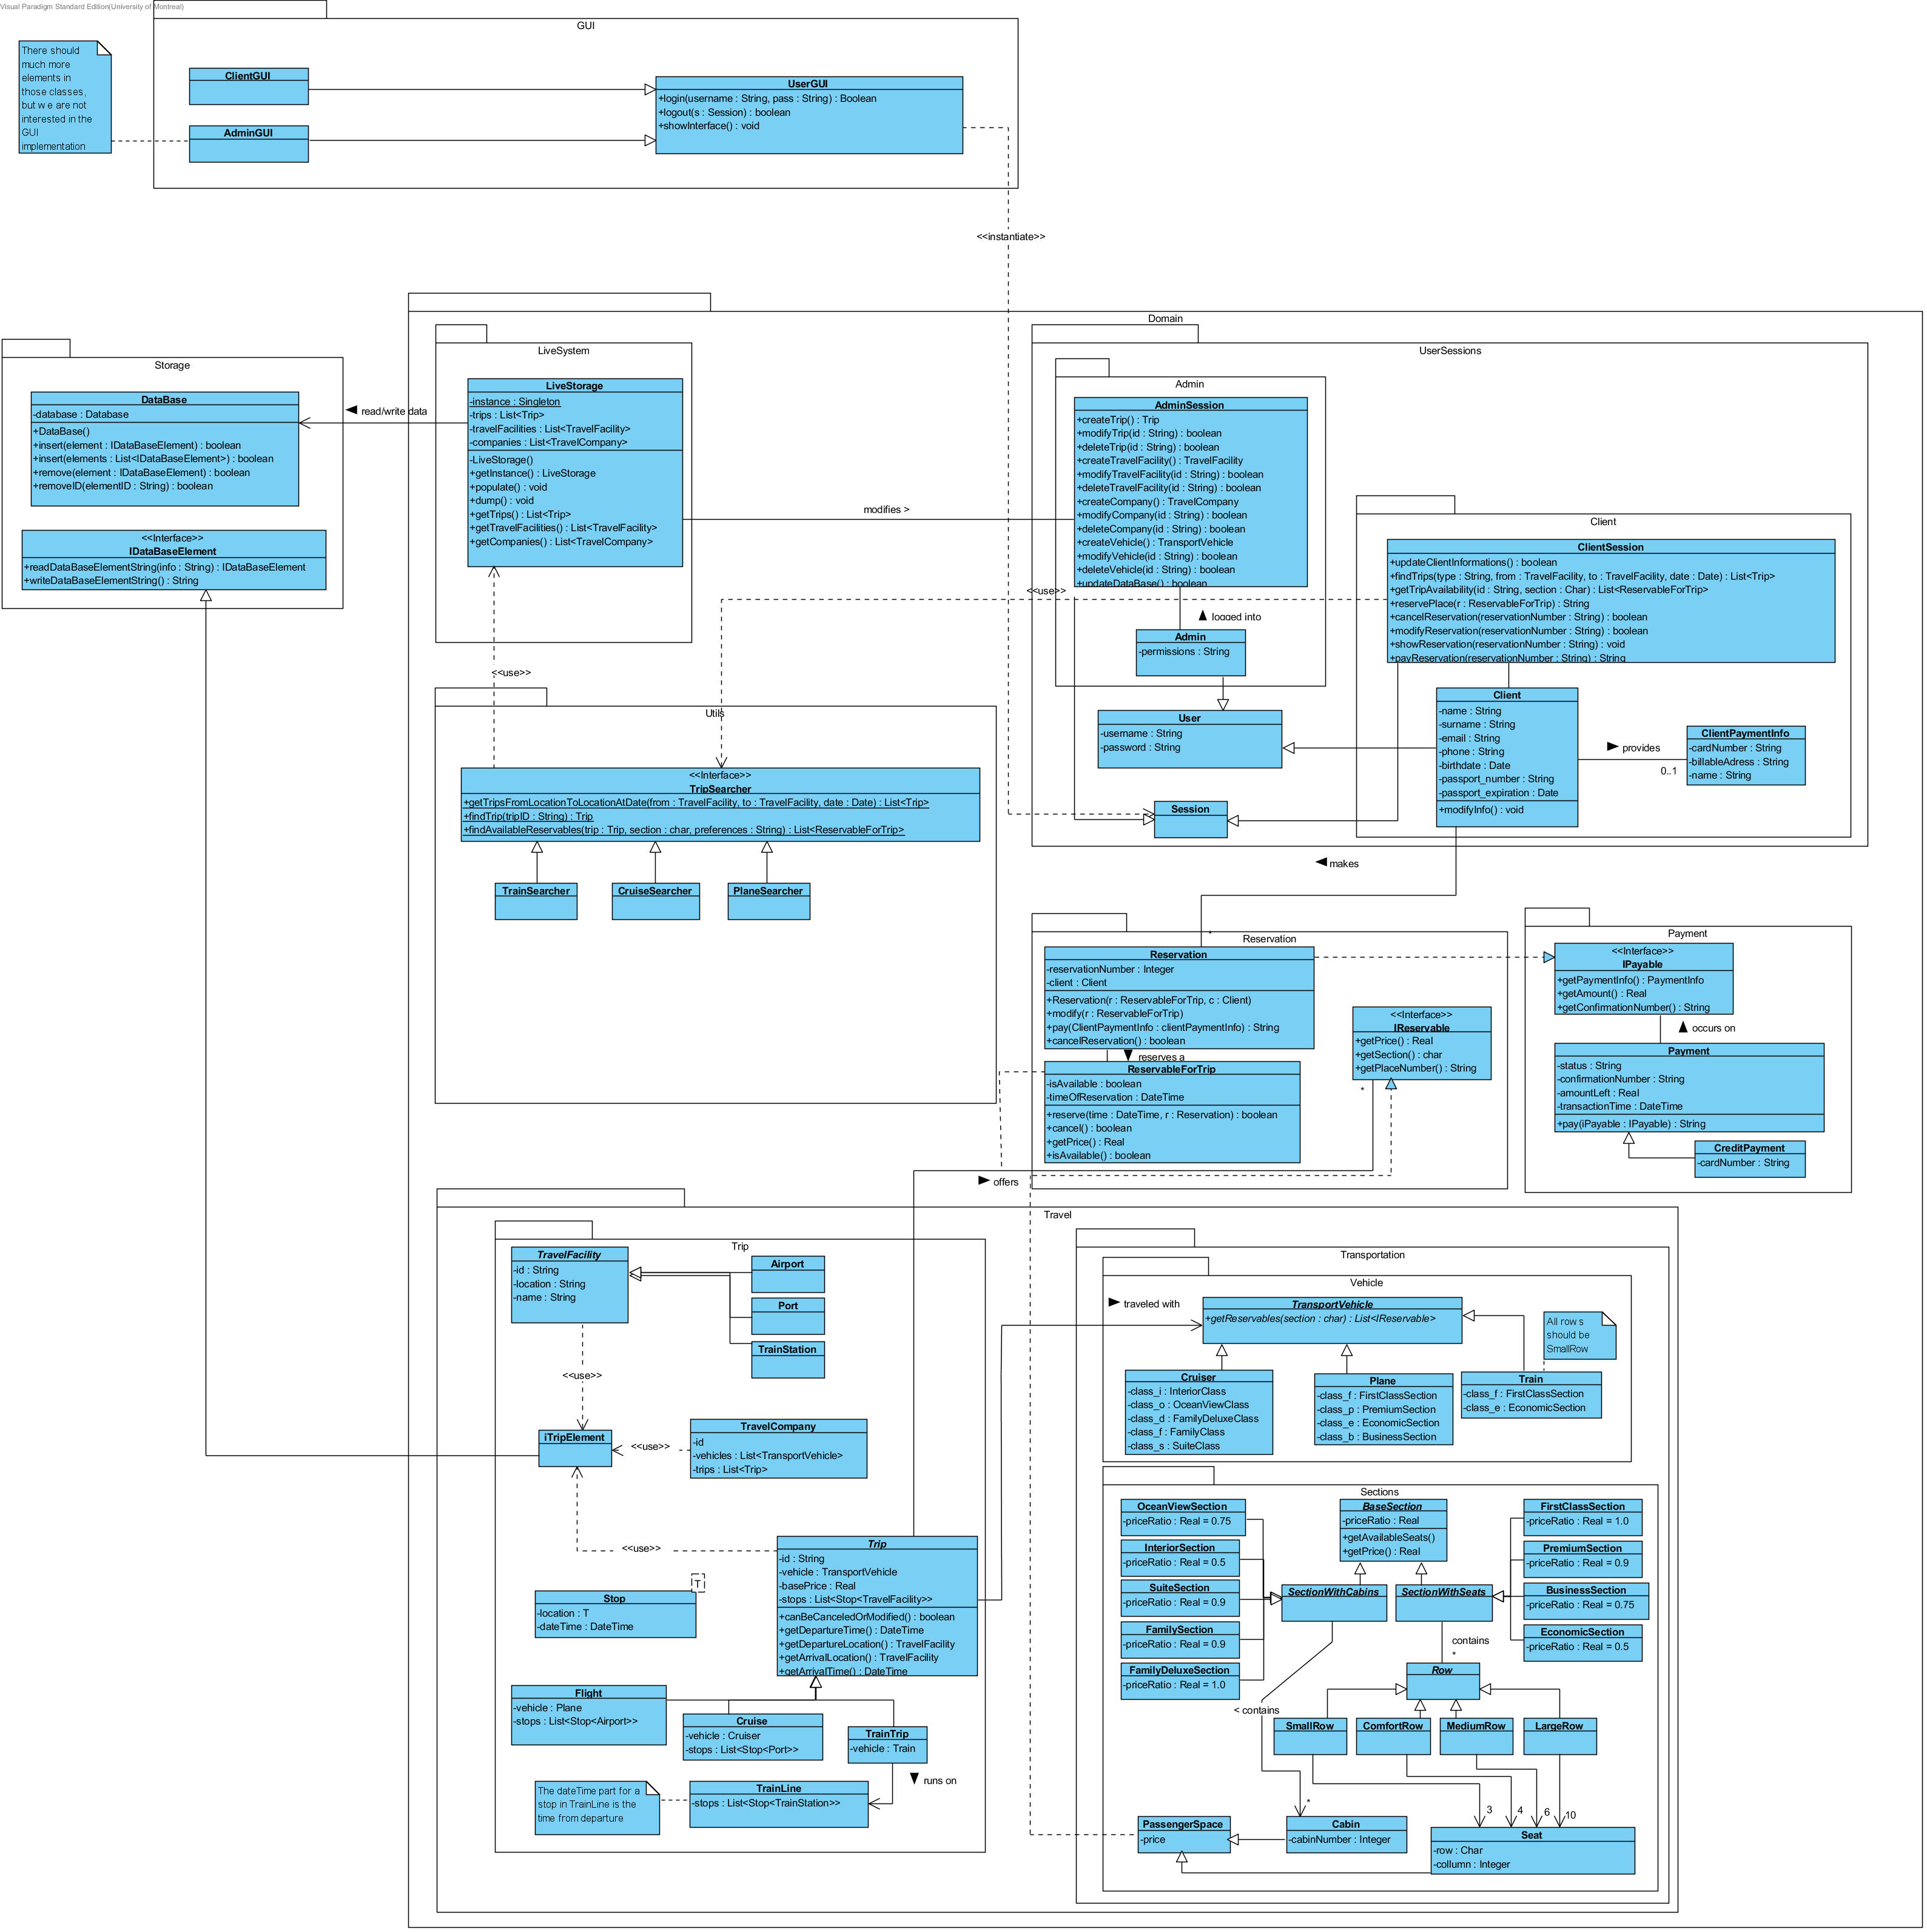 Visual Paradigm Standard Edition(University of Montreal)
GUI
There should
much more
elements in
those classes,
but we are not
interested in the
GUI
implementation
ClientGUI
AdminGUI
UserGUI
+login(username : String, pass : String) : Boolean
+logout(s : Session) : boolean
+showInterface() : void
<<instantiate>>
Domain
Storage
DataBase
-database : Database
+DataBase()
+insert(element : IDataBaseElement) : boolean
+insert(elements : List<IDataBaseElement>) : boolean
+remove(element : IDataBaseElement) : boolean
+removeID(elementID : String) : boolean
<<Interface>>
IDataBaseElement
+readDataBaseElementString(info : String) : IDataBaseElement
+writeDataBaseElementString() : String
read/write data
LiveSystem
LiveStorage
-instance : Singleton
-trips : List<Trip>
-travelFacilities : List<TravelFacility>
-companies : List<TravelCompany>
-LiveStorage()
+getInstance() : LiveStorage
+populate() : void
+dump() : void
+getTrips() : List<Trip>
+getTravelFacilities() : List<TravelFacility>
+getCompanies() : List<TravelCompany>
modifies >
<<use>>
UserSessions
Admin
AdminSession
+createTrip() : Trip
+modifyTrip(id : String) : boolean
+deleteTrip(id : String) : boolean
+createTravelFacility() : TravelFacility
+modifyTravelFacility(id : String) : boolean
+deleteTravelFacility(id : String) : boolean
+createCompany() : TravelCompany
+modifyCompany(id : String) : boolean
+deleteCompany(id : String) : boolean
+createVehicle() : TransportVehicle
+modifyVehicle(id : String) : boolean
+deleteVehicle(id : String) : boolean
+updateDataBase() : boolean
<<use>>
logged into
Admin
-permissions : String
User
-username : String
-password : String
Session
Client
ClientSession
+updateClientInformations() : boolean
+findTrips(type : String, from : TravelFacility, to : TravelFacility, date : Date) : List<Trip>
+getTripAvailability(id : String, section : Char) : List<ReservableForTrip>
+reservePlace(r : ReservableForTrip) : String
+cancelReservation(reservationNumber : String) : boolean
+modifyReservation(reservationNumber : String) : boolean
+showReservation(reservationNumber : String) : void
+payReservation(reservationNumber : String) : String
Client
-name : String
-surname : String
-email : String
-phone : String
-birthdate : Date
-passport_number : String
-passport_expiration : Date
+modifyInfo() : void
provides
0..1
ClientPaymentInfo
-cardNumber : String
-billableAdress : String
-name : String
makes
*
Utils
<<Interface>>
TripSearcher
+getTripsFromLocationToLocationAtDate(from : TravelFacility, to : TravelFacility, date : Date) : List<Trip>
+findTrip(tripID : String) : Trip
+findAvailableReservables(trip : Trip, section : char, preferences : String) : List<ReservableForTrip>
TrainSearcher
CruiseSearcher
PlaneSearcher
Reservation
Reservation
-reservationNumber : Integer
-client : Client
+Reservation(r : ReservableForTrip, c : Client)
+modify(r : ReservableForTrip)
+pay(ClientPaymentInfo : clientPaymentInfo) : String
+cancelReservation() : boolean
reserves a
ReservableForTrip
-isAvailable : boolean
-timeOfReservation : DateTime
+reserve(time : DateTime, r : Reservation) : boolean
+cancel() : boolean
+getPrice() : Real
+isAvailable() : boolean
<<Interface>>
IReservable
+getPrice() : Real
+getSection() : char
+getPlaceNumber() : String
*
offers
Payment
<<Interface>>
IPayable
+getPaymentInfo() : PaymentInfo
+getAmount() : Real
+getConfirmationNumber() : String
occurs on
Payment
-status : String
-confirmationNumber : String
-amountLeft : Real
-transactionTime : DateTime
+pay(iPayable : IPayable) : String
CreditPayment
-cardNumber : String
Travel
Trip
TravelFacility
-id : String
-location : String
-name : String
Airport
Port
TrainStation
<<use>>
iTripElement
<<use>>
TravelCompany
-id
-vehicles : List<TransportVehicle>
-trips : List<Trip>
<<use>>
Trip
-id : String
-vehicle : TransportVehicle
-basePrice : Real
-stops : List<Stop<TravelFacility>>
+canBeCanceledOrModified() : boolean
+getDepartureTime() : DateTime
+getDepartureLocation() : TravelFacility
+getArrivalLocation() : TravelFacility
+getArrivalTime() : DateTime
T
Stop
-location : T
-dateTime : DateTime
Flight
-vehicle : Plane
-stops : List<Stop<Airport>>
Cruise
-vehicle : Cruiser
-stops : List<Stop<Port>>
TrainTrip
-vehicle : Train
runs on
The dateTime part for a
stop in TrainLine is the
time from departure
TrainLine
-stops : List<Stop<TrainStation>>
Transportation
Vehicle
traveled with
TransportVehicle
+getReservables(section : char) : List<IReservable>
All rows
should be
SmallRow
Cruiser
-class_i : InteriorClass
-class_o : OceanViewClass
-class_d : FamilyDeluxeClass
-class_f : FamilyClass
-class_s : SuiteClass
Plane
-class_f : FirstClassSection
-class_p : PremiumSection
-class_e : EconomicSection
-class_b : BusinessSection
Train
-class_f : FirstClassSection
-class_e : EconomicSection
Sections
OceanViewSection
-priceRatio : Real = 0.75
InteriorSection
-priceRatio : Real = 0.5
SuiteSection
-priceRatio : Real = 0.9
FamilySection
-priceRatio : Real = 0.9
FamilyDeluxeSection
-priceRatio : Real = 1.0
BaseSection
-priceRatio : Real
+getAvailableSeats()
+getPrice() : Real
SectionWithCabins
SectionWithSeats
FirstClassSection
-priceRatio : Real = 1.0
PremiumSection
-priceRatio : Real = 0.9
BusinessSection
-priceRatio : Real = 0.75
EconomicSection
-priceRatio : Real = 0.5
contains
*
Row
< contains
SmallRow
ComfortRow
MediumRow
LargeRow
*
3
4
6
10
PassengerSpace
-price
Cabin
-cabinNumber : Integer
Seat
-row : Char
-collumn : Integer